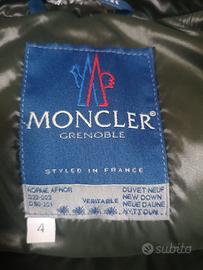 MONCLER
GRENOBLE
STYLED IN FRANCE
NORME AFNOR
DUVET NEUF
NEW DOWN
VERITABLE
NEUE DAUNE
4
subito